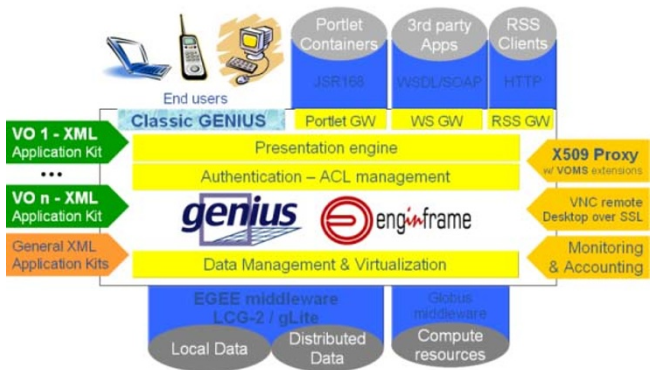 Portlet
Containers
3rd party
Apps
RSS
Clients
JSR168
WSDL/SOAP
HTTP
End users
Classic GENIUS
Portlet GW
WS GW
RSS GW
VO 1 - XML
Application Kit
...
VO n - XML
Application Kit
General XML
Application Kits
Presentation engine
Authentication – ACL management
genius
enginframe
Data Management & Virtualization
X509 Proxy
w/ VOMS extensions
VNC remote
Desktop over SSL
Monitoring
& Accounting
EGEE middleware
LCG-2 / gLite
Globus
middleware
Local Data
Distributed
Data
Compute
resources